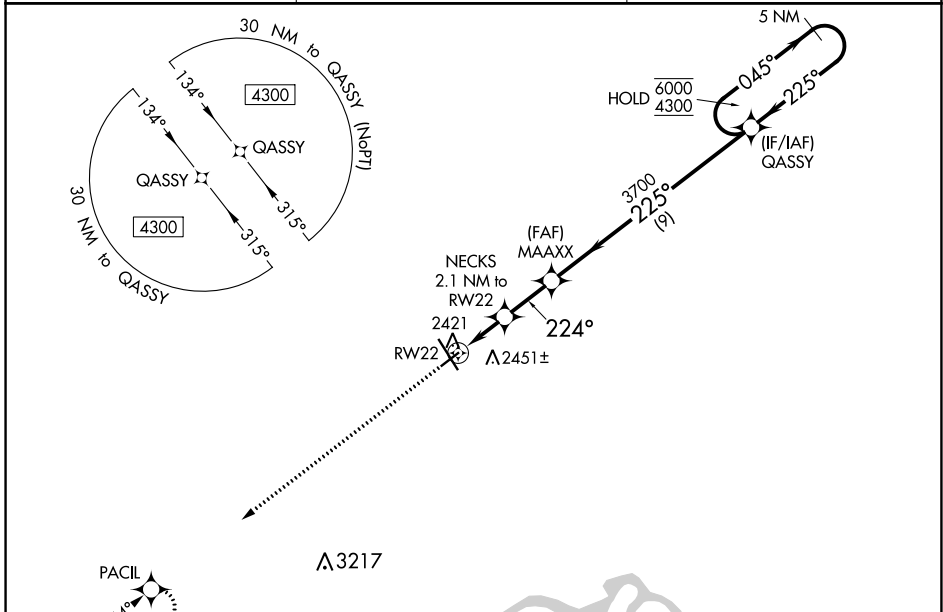 30 NM to QASSY (NoPT)
134°
4300
QASSY
315°
134°
QASSY
4300
315°
30 NM to QASSY
5 NM
045°
225°
HOLD 6000
4300
(IF/IAF)
QASSY
3700
225°
(9)
(FAF)
MAAXX
NECKS
2.1 NM to
RW22
224°
2421
RW22
2451±
3217
PACIL